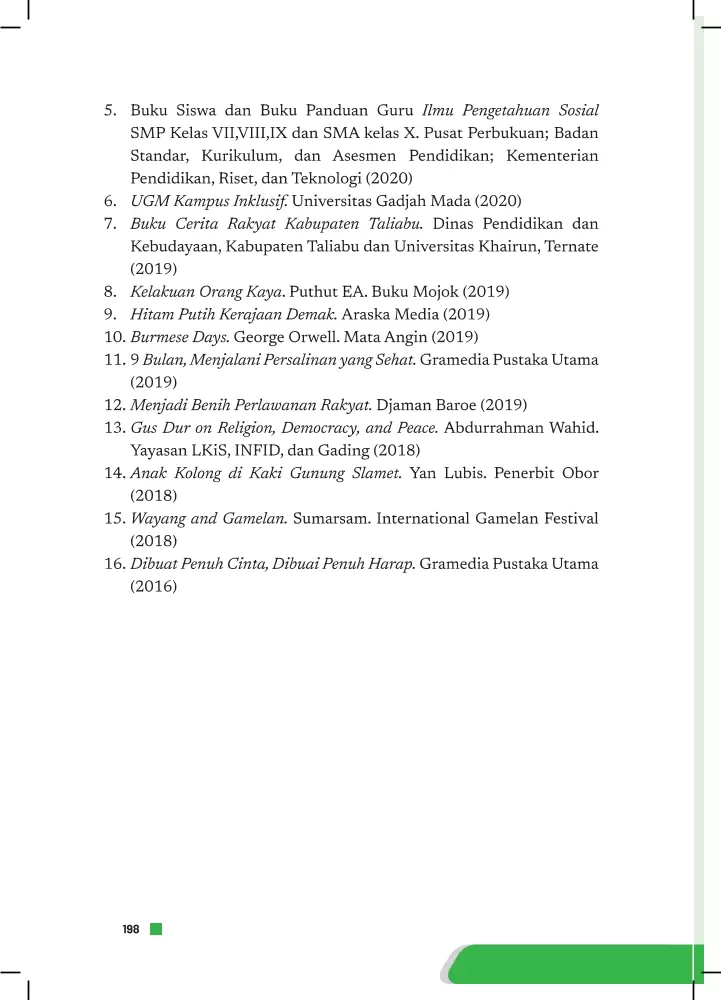 5. Buku Siswa dan Buku Panduan Guru Ilmu Pengetahuan Sosial
SMP Kelas VII,VIII,IX dan SMA kelas X. Pusat Perbukuan; Badan
Standar, Kurikulum, dan Asesmen Pendidikan; Kementerian
Pendidikan, Riset, dan Teknologi (2020)
6. UGM Kampus Inklusif. Universitas Gadjah Mada (2020)
7. Buku Cerita Rakyat Kabupaten Taliabu. Dinas Pendidikan dan
Kebudayaan, Kabupaten Taliabu dan Universitas Khairun, Ternate
(2019)
8. Kelakuan Orang Kaya. Puthut EA. Buku Mojok (2019)
9. Hitam Putih Kerajaan Demak. Araska Media (2019)
10. Burmese Days. George Orwell. Mata Angin (2019)
11. 9 Bulan, Menjalani Persalinan yang Sehat. Gramedia Pustaka Utama
(2019)
12. Menjadi Benih Perlawanan Rakyat. Djaman Baroe (2019)
13. Gus Dur on Religion, Democracy, and Peace. Abdurrahman Wahid.
Yayasan LKiS, INFID, dan Gading (2018)
14. Anak Kolong di Kaki Gunung Slamet. Yan Lubis. Penerbit Obor
(2018)
15. Wayang and Gamelan. Sumarsam. International Gamelan Festival
(2018)
16. Dibuat Penuh Cinta, Dibuai Penuh Harap. Gramedia Pustaka Utama
(2016)
198